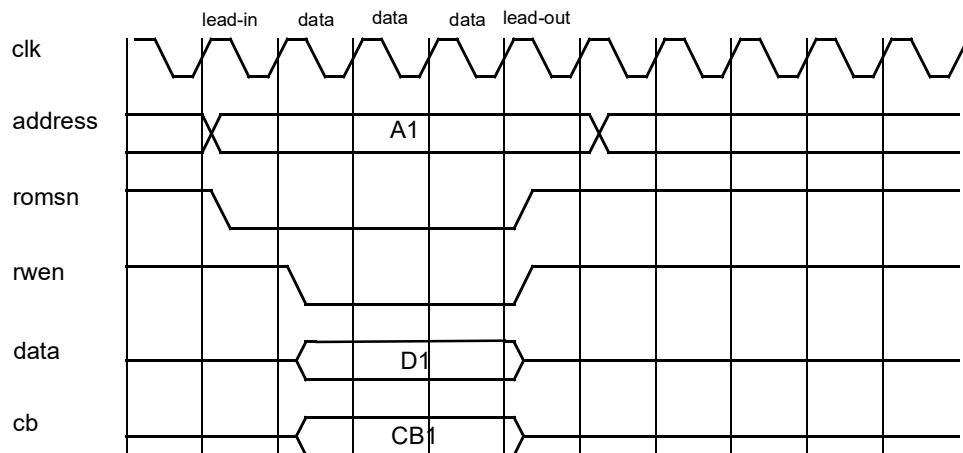 lead-in data data data lead-out
clk
address A1
romsn
rwen
data D1
cb CB1